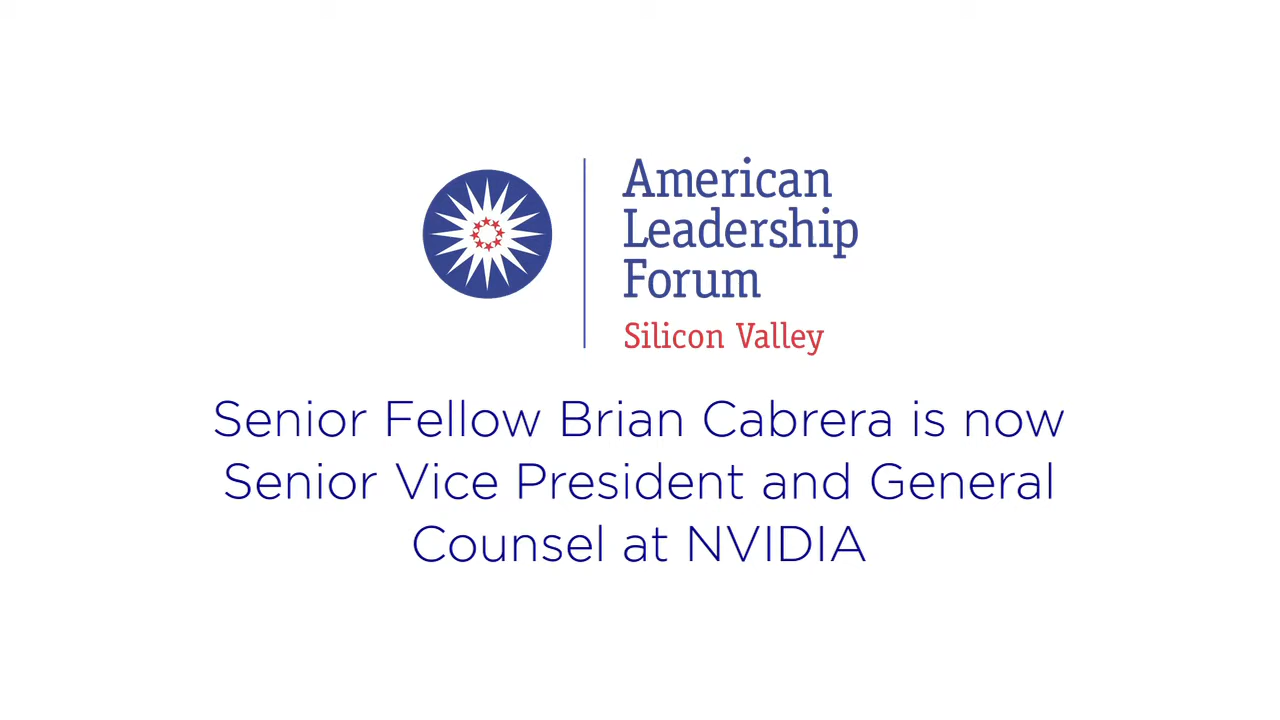 American
Leadership
Forum
Silicon Valley
Senior Fellow Brian Cabrera is now
Senior Vice President and General
Counsel at NVIDIA